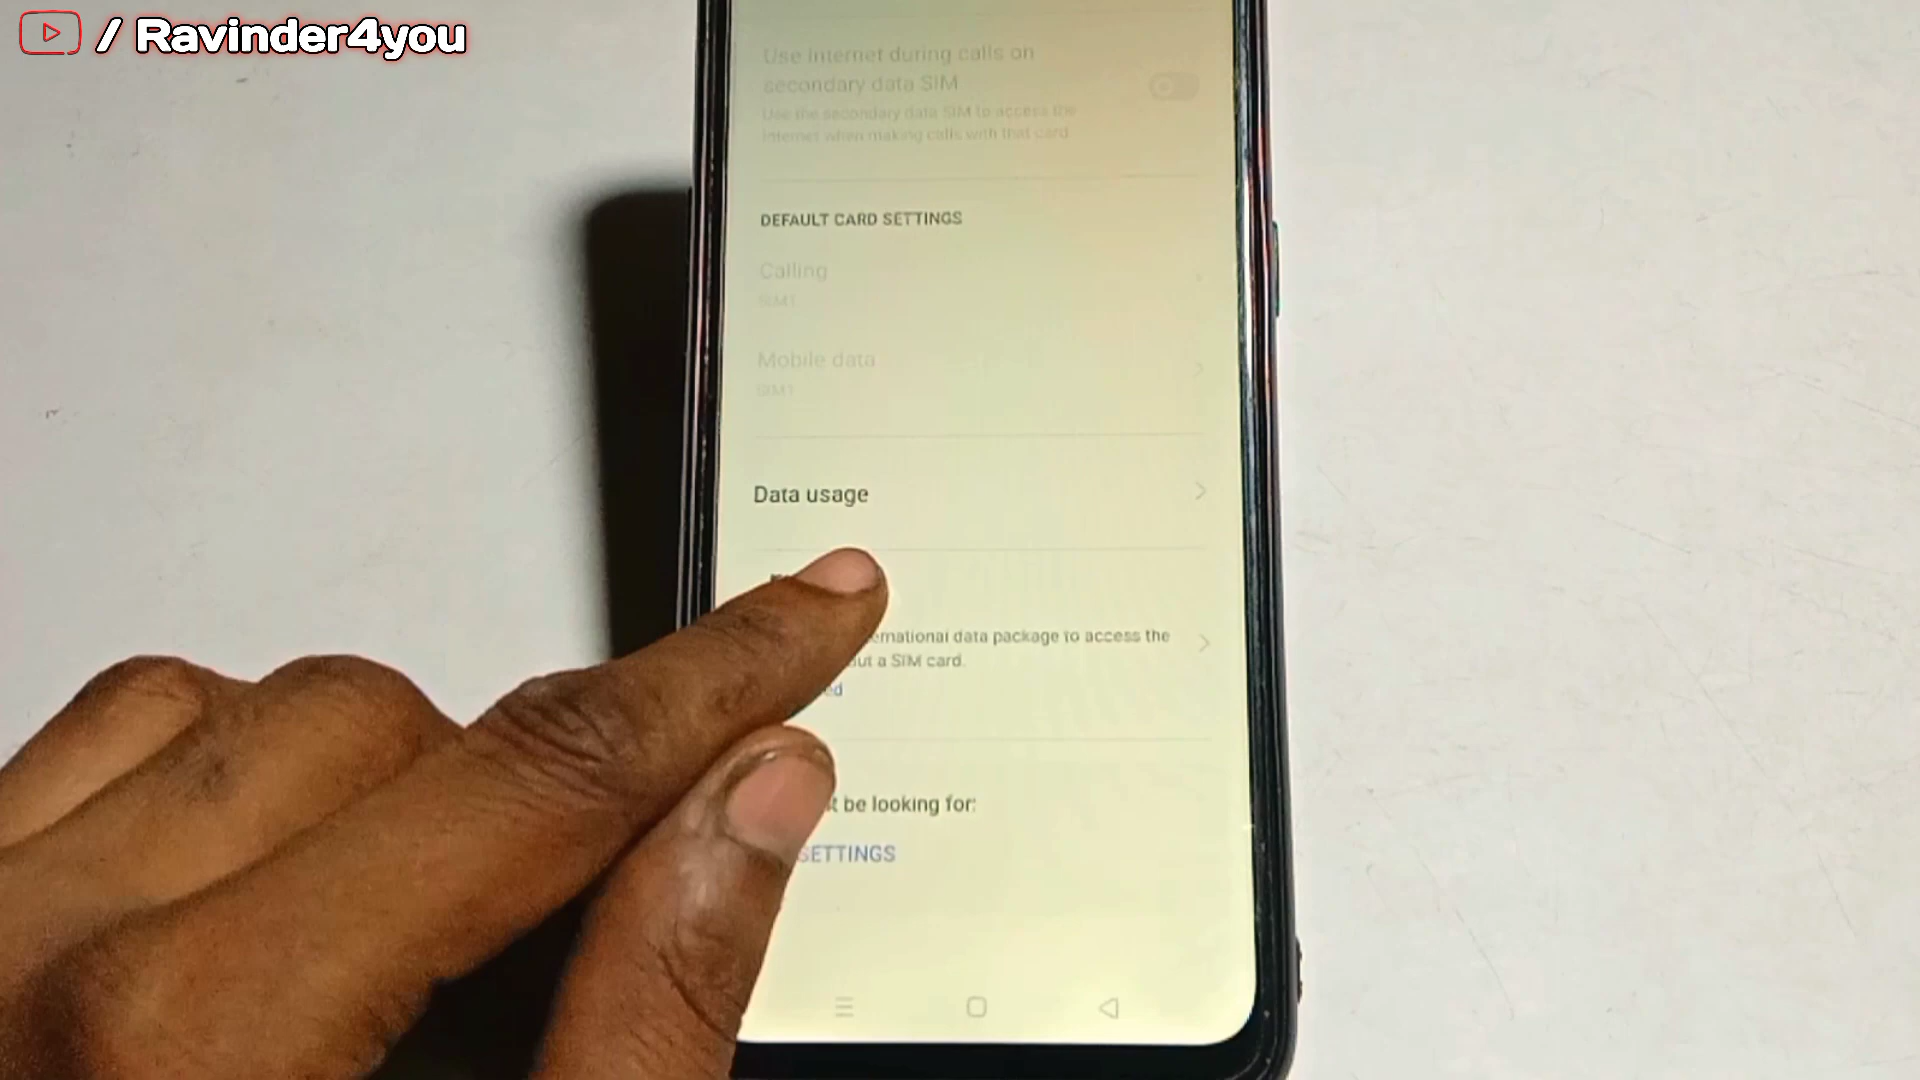 / Ravinder4you
Use Internet during calls on
secondary data SIM
Use the secondary data SIM to access the
Internet when making calls with that card.
DEFAULT CARD SETTINGS
Calling
SIM1
Mobile data
SIM1
Data usage
data package to access the
a SIM card.
be looking for:
SETTINGS